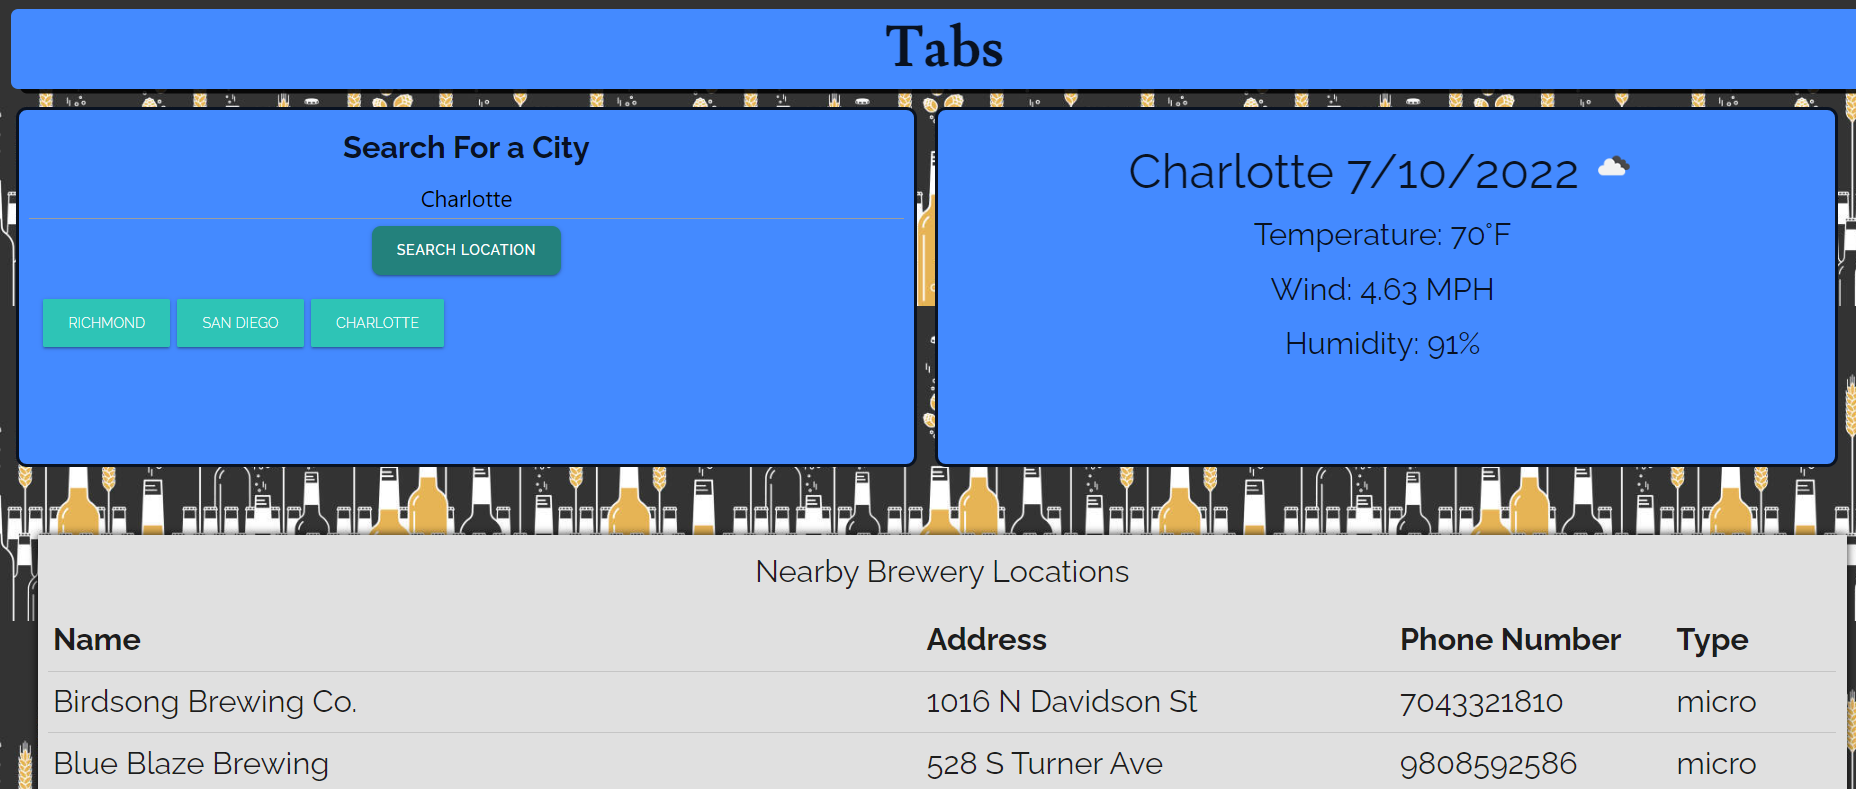 Tabs
Search For a City
Charlotte
SEARCH LOCATION
RICHMOND SAN DIEGO CHARLOTTE
Charlotte 7/10/2022
Temperature: 70°F
Wind: 4.63 MPH
Humidity: 91%
Nearby Brewery Locations
Name Address Phone Number Type
Birdsong Brewing Co. 1016 N Davidson St 7043321810 micro
Blue Blaze Brewing 528 S Turner Ave 9808592586 micro